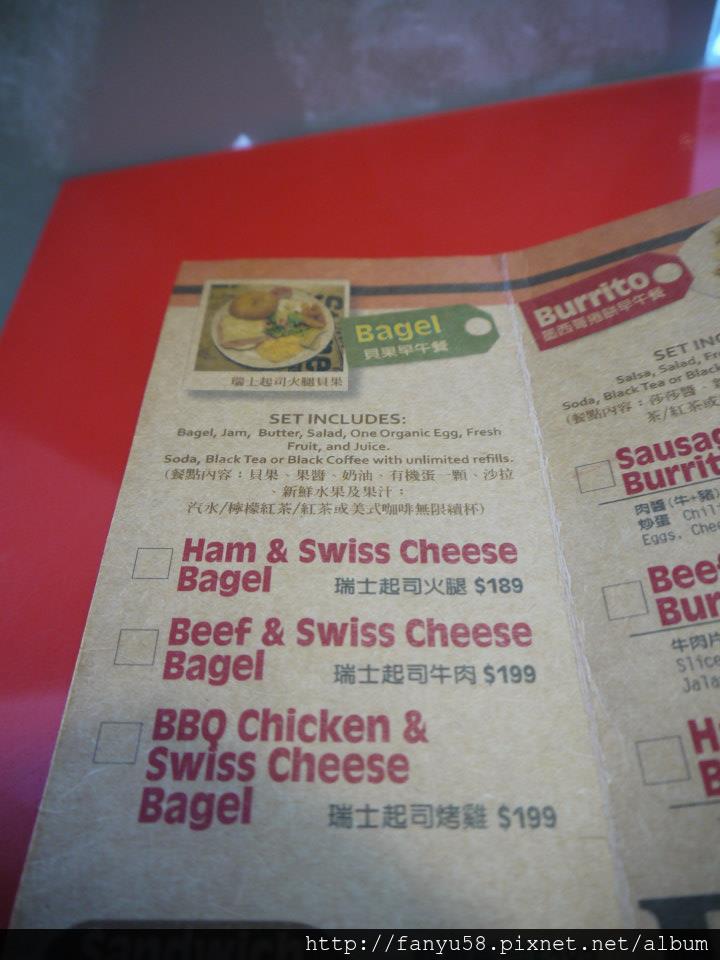 Bagel
貝果早午餐
瑞士起司火腿貝果
SET INCLUDES:
Bagel, Jam, Butter, Salad, One Organic Egg, Fresh
Fruit, and Juice.
Soda, Black Tea or Black Coffee with unlimited refills.
(餐點內容：貝果、果醬、奶油、有機蛋一顆、沙拉
、新鮮水果及果汁；
汽水/檸檬紅茶/紅茶或美式咖啡無限續杯)
Ham & Swiss Cheese
Bagel 瑞士起司火腿 $189
Beef & Swiss Cheese
Bagel 瑞士起司牛肉 $199
BBQ Chicken &
Swiss Cheese
Bagel 瑞士起司烤雞 $199
Burrito
墨西哥捲餅早午餐
SET INC
Salsa, Salad, Fr
Soda, Black Tea or Black
(餐點內容：莎莎醬、
茶/紅茶或
Sausag
Burrit
肉醬(牛+豬)
炒蛋 Chil
Eggs, Che
Beef
Bur
牛肉片
Slice
Jala
H
B
http://fanyu58.pixnet.net/album